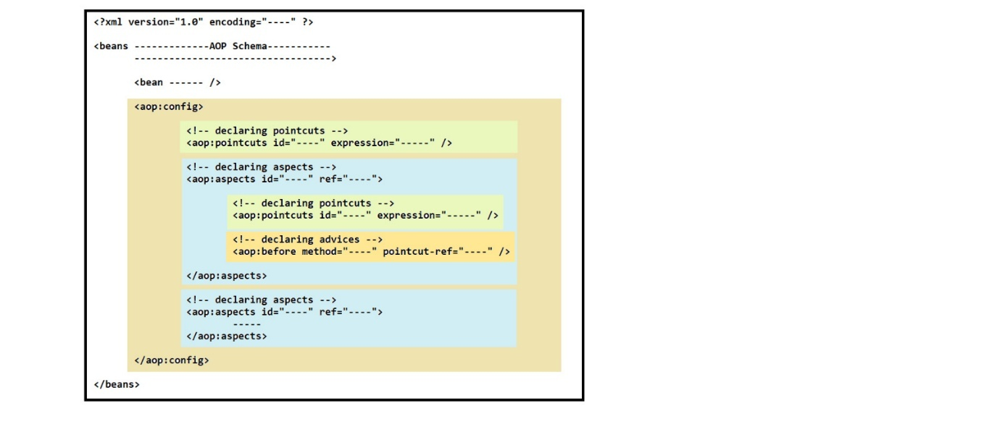 <?xml version="1.0" encoding="----" ?>
<beans -------------AOP Schema-----------
---------------------------------->
<bean ------ />
<aop:config>
<!-- declaring pointcuts -->
<aop:pointcuts id="----" expression="-----" />
<!-- declaring aspects -->
<aop:aspects id="----" ref="----">
<!-- declaring pointcuts -->
<aop:pointcuts id="----" expression="-----" />
<!-- declaring advices -->
<aop:before method="----" pointcut-ref="----" />
</aop:aspects>
<!-- declaring aspects -->
<aop:aspects id="----" ref="----">
-----
</aop:aspects>
</aop:config>
</beans>